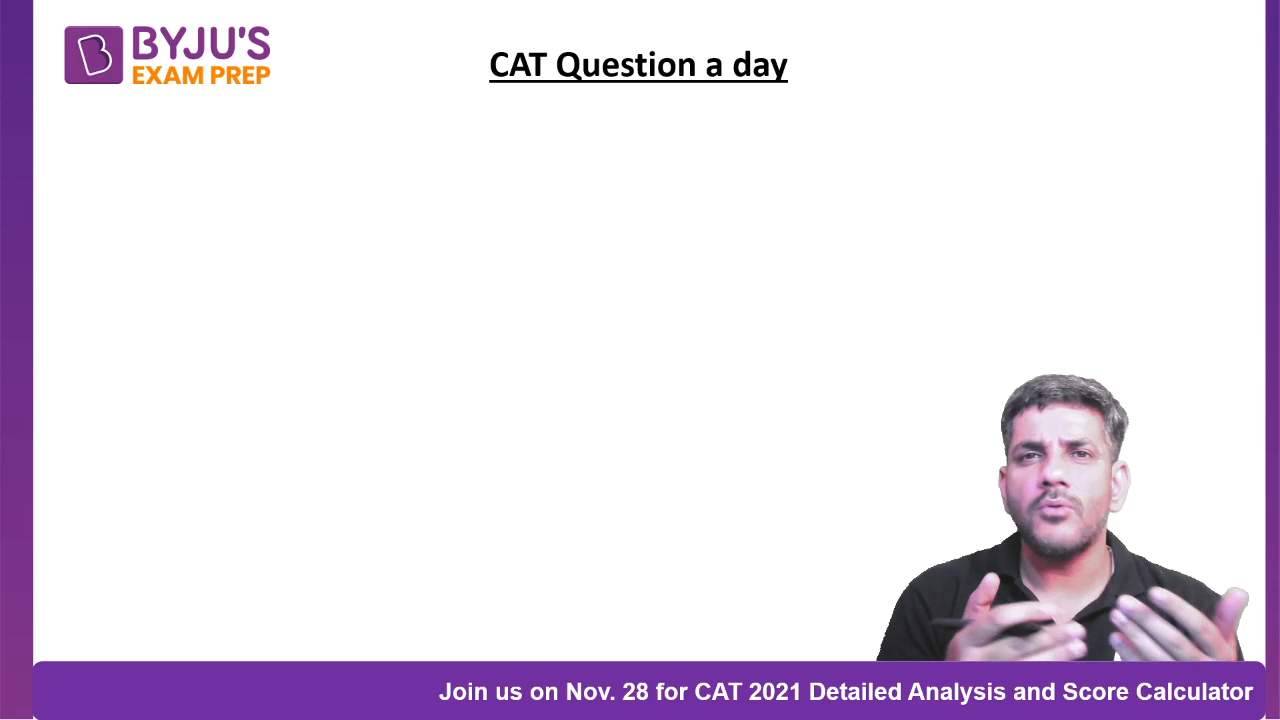 BYJU'S
EXAM PREP
CAT Question a day
Join us on Nov. 28 for CAT 2021 Detailed Analysis and Score Calculator